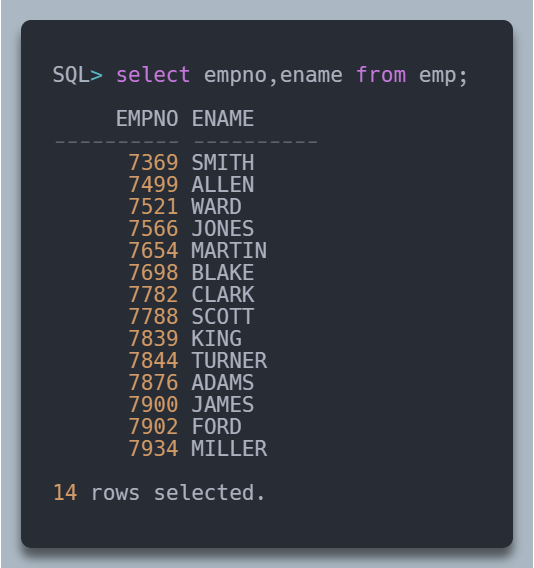 SQL> select empno,ename from emp;
EMPNO ENAME
---------- ----------
7369 SMITH
7499 ALLEN
7521 WARD
7566 JONES
7654 MARTIN
7698 BLAKE
7782 CLARK
7788 SCOTT
7839 KING
7844 TURNER
7876 ADAMS
7900 JAMES
7902 FORD
7934 MILLER
14 rows selected.